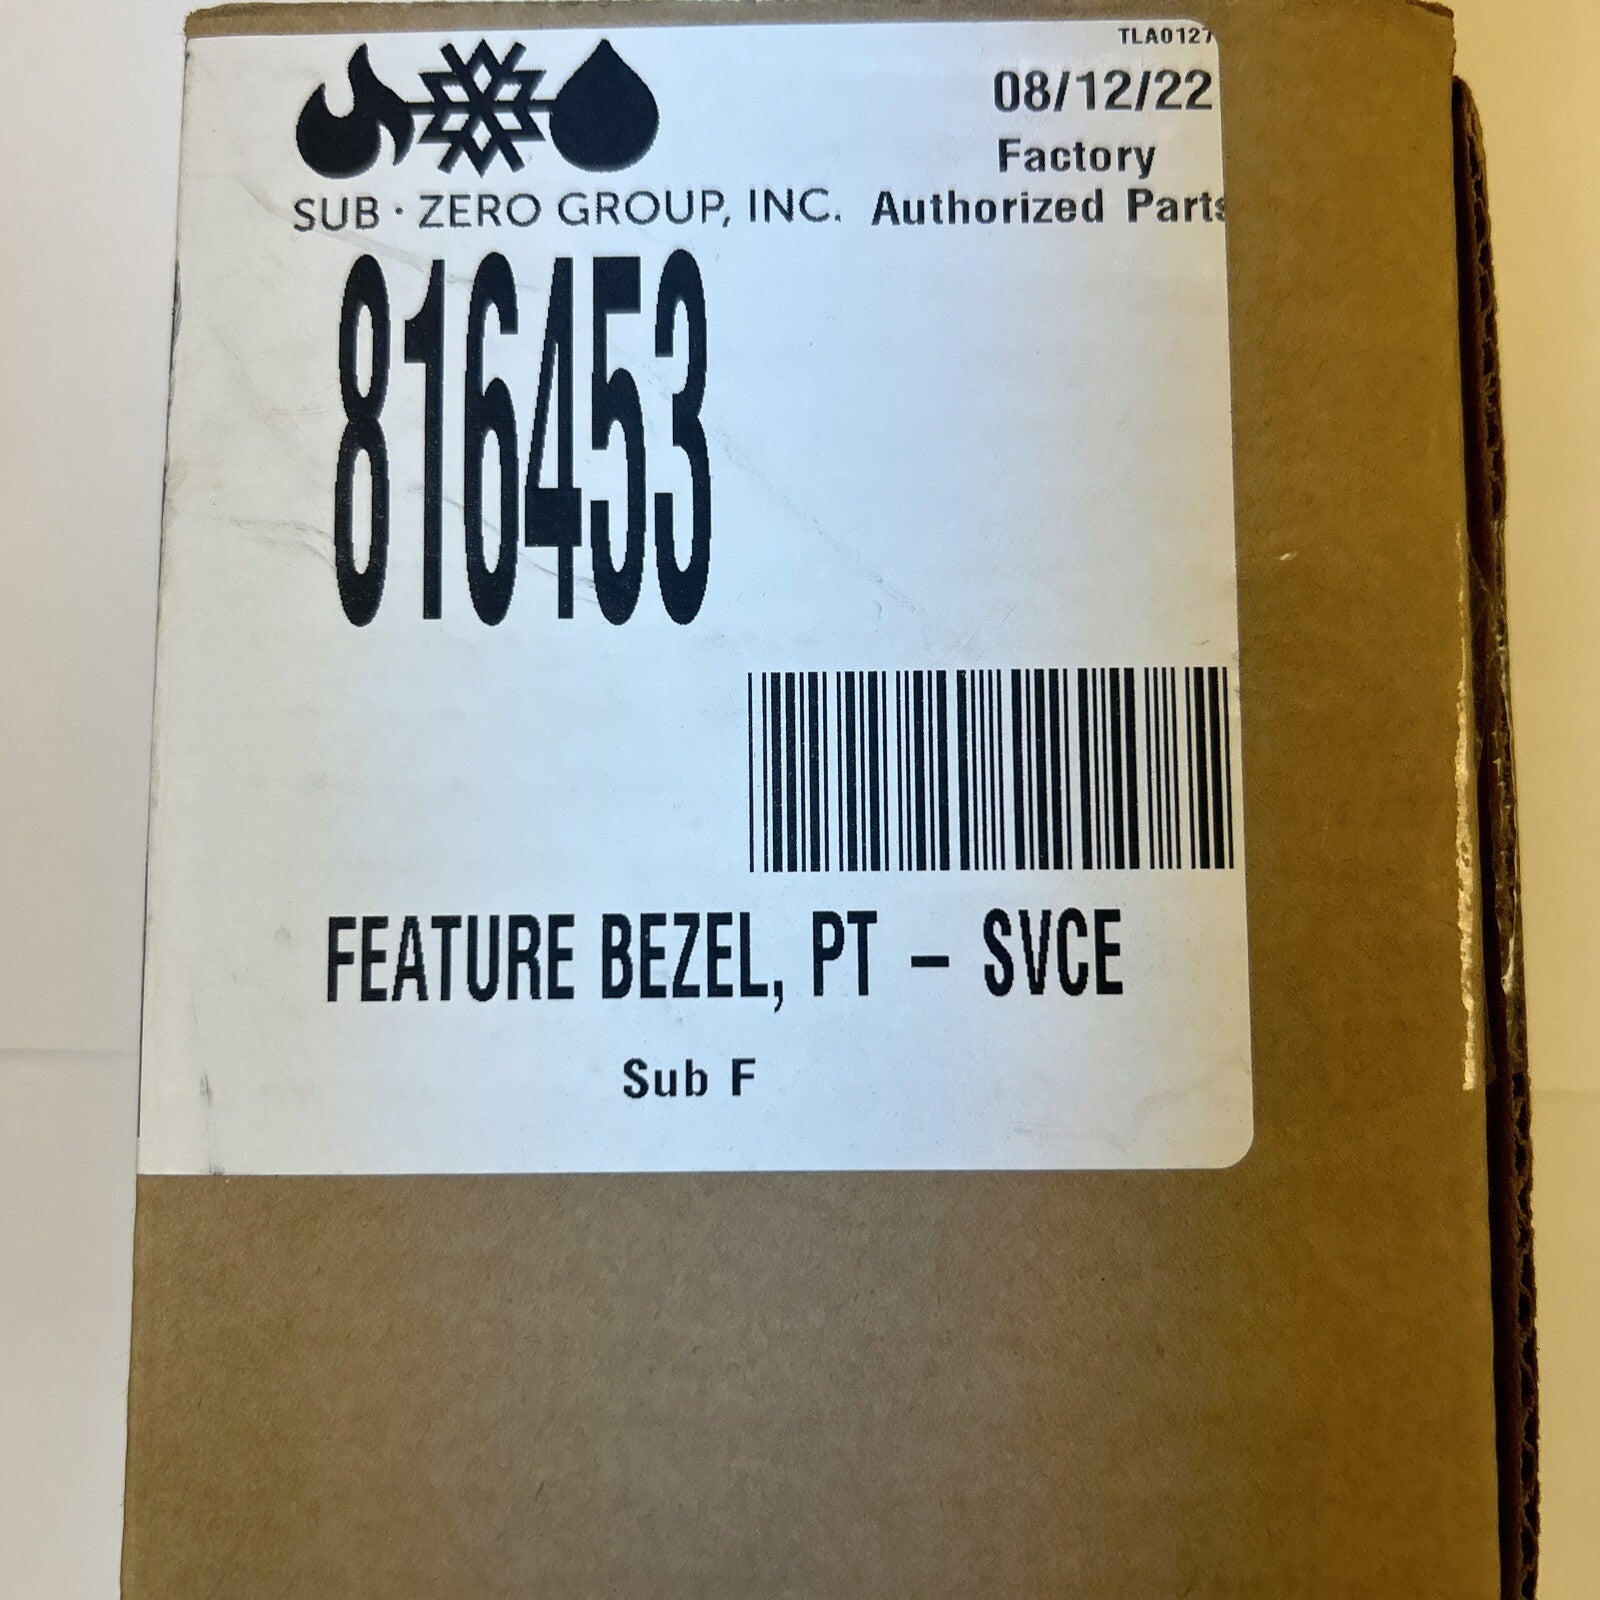 TLA0127
08/12/22
Factory
SUB · ZERO GROUP, INC. Authorized Parts
816453
FEATURE BEZEL, PT – SVCE
Sub F